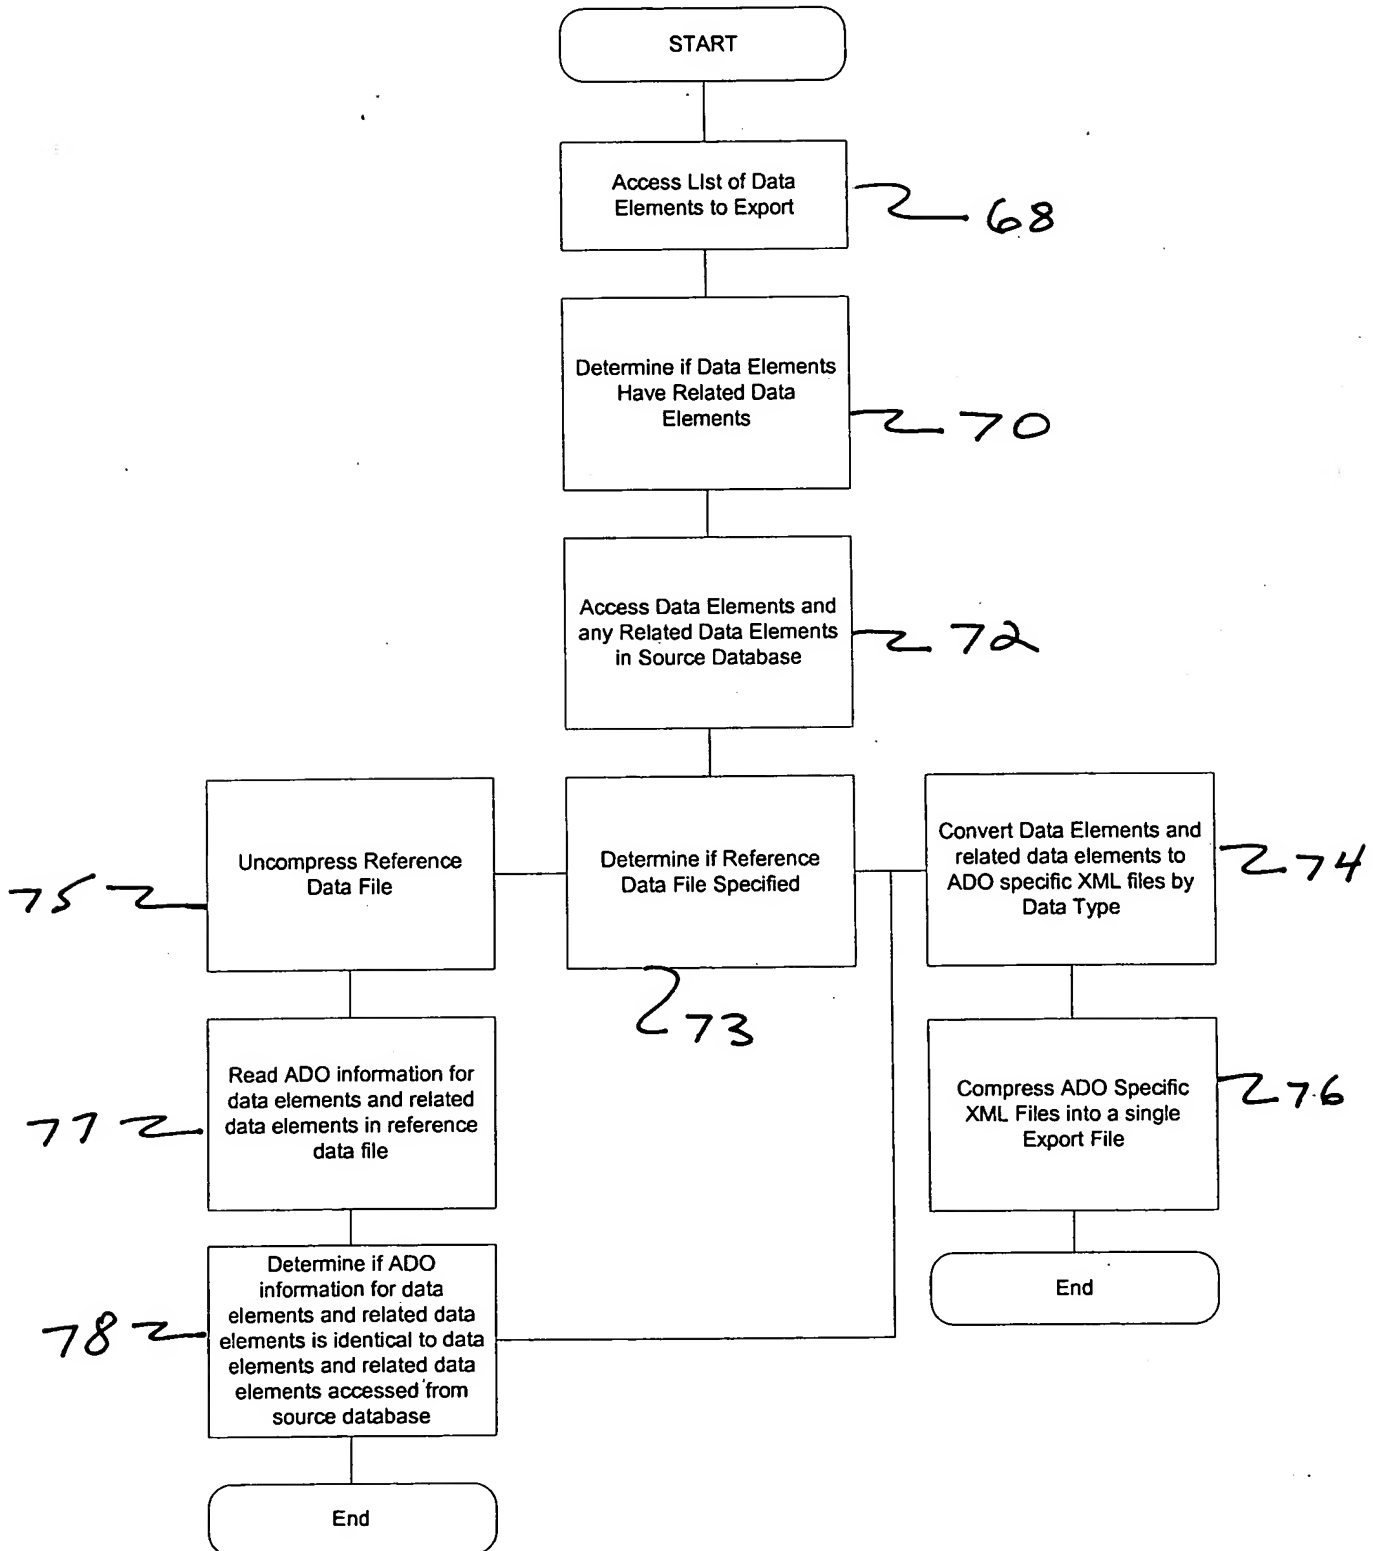 START
Access LIst of Data
Elements to Export
68
Determine if Data Elements
Have Related Data
Elements
70
Access Data Elements and
any Related Data Elements
in Source Database
72
Uncompress Reference
Data File
75
Determine if Reference
Data File Specified
73
Convert Data Elements and
related data elements to
ADO specific XML files by
Data Type
74
Read ADO information for
data elements and related
data elements in reference
data file
77
Compress ADO Specific
XML Files into a single
Export File
76
Determine if ADO
information for data
elements and related data
elements is identical to data
elements and related data
elements accessed from
source database
78
End
End